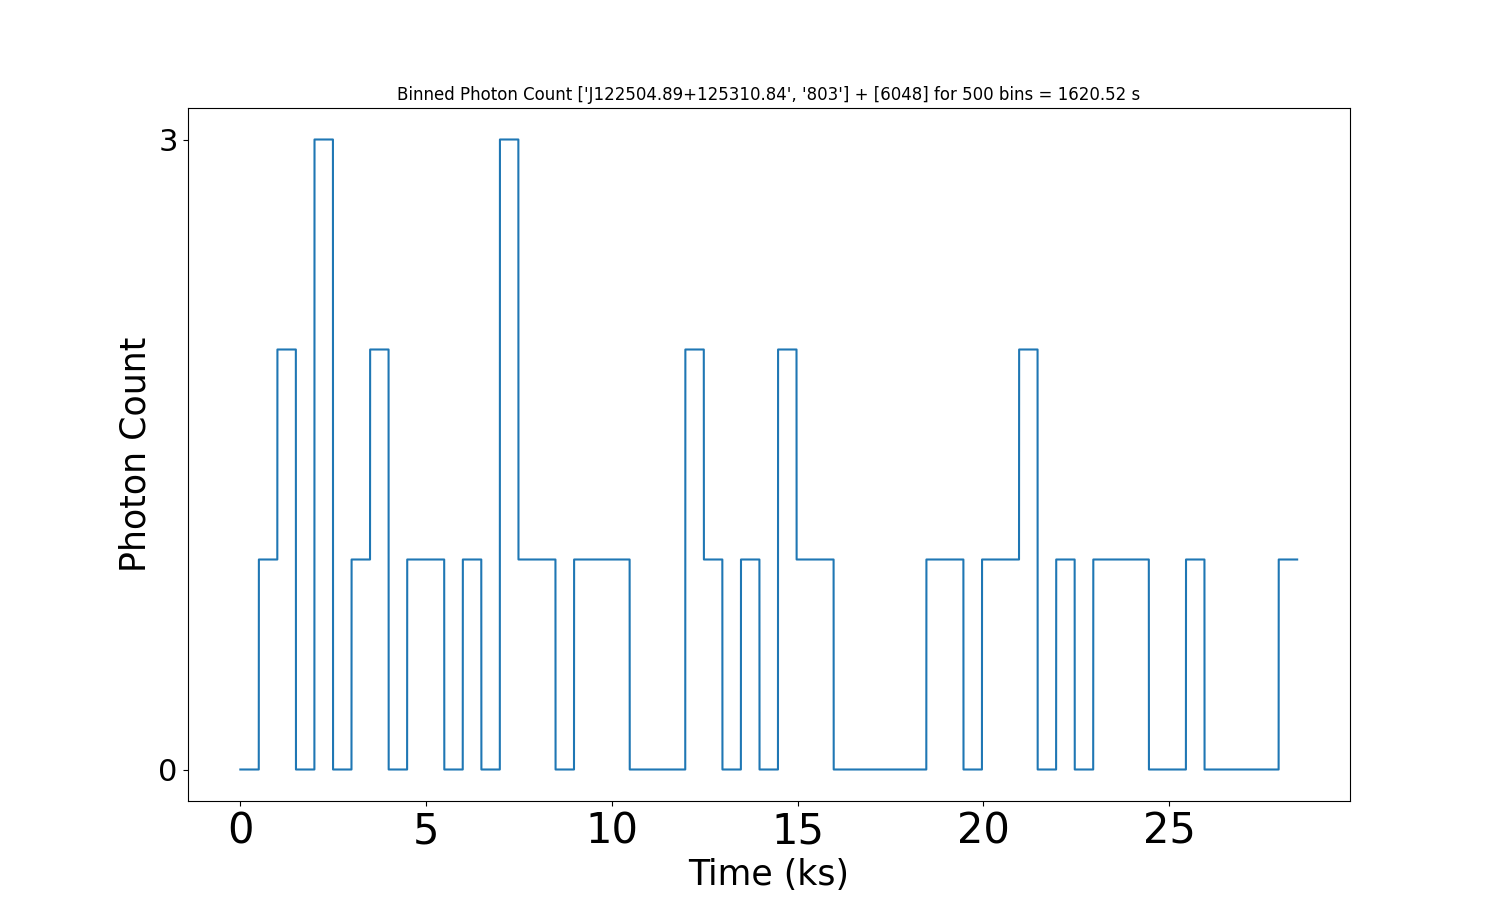 Binned Photon Count ['J122504.89+125310.84', '803'] + [6048] for 500 bins = 1620.52 s
3
0
Photon Count
0 5 10 15 20 25
Time (ks)